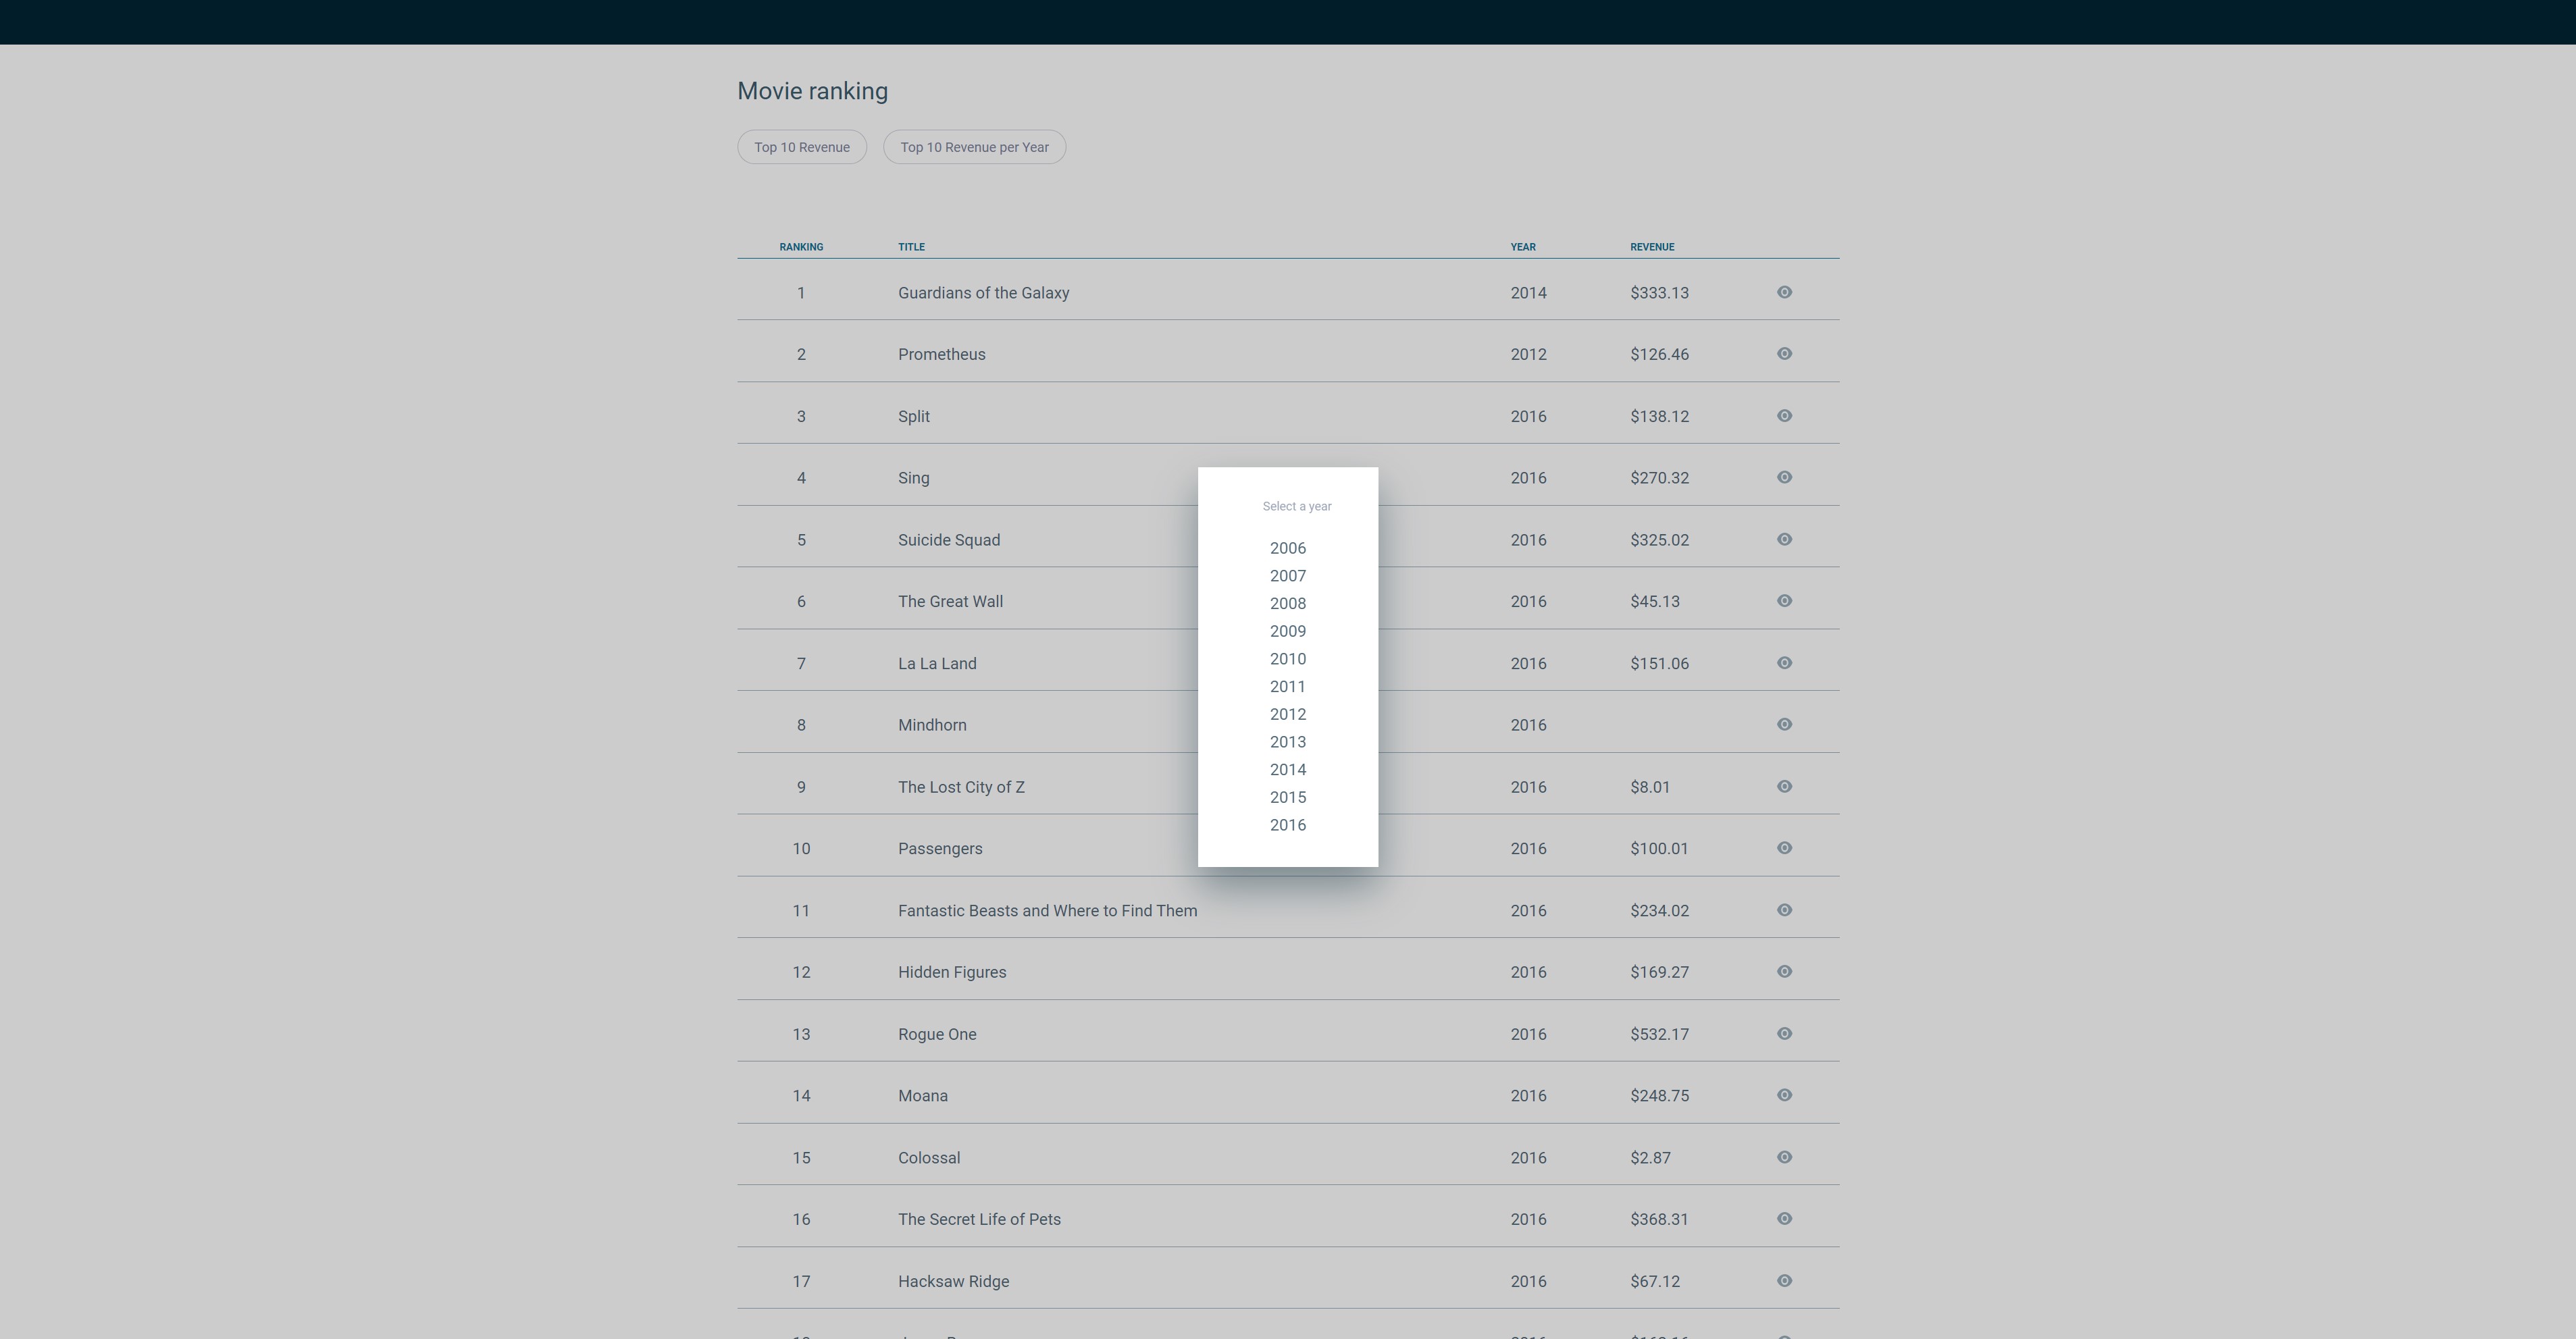 Movie ranking
Top 10 Revenue Top 10 Revenue per Year
RANKING TITLE YEAR REVENUE
1 Guardians of the Galaxy 2014 $333.13
2 Prometheus 2012 $126.46
3 Split 2016 $138.12
4 Sing 2016 $270.32
5 Suicide Squad 2016 $325.02
6 The Great Wall 2016 $45.13
7 La La Land 2016 $151.06
8 Mindhorn 2016
9 The Lost City of Z 2016 $8.01
10 Passengers 2016 $100.01
11 Fantastic Beasts and Where to Find Them 2016 $234.02
12 Hidden Figures 2016 $169.27
13 Rogue One 2016 $532.17
14 Moana 2016 $248.75
15 Colossal 2016 $2.87
16 The Secret Life of Pets 2016 $368.31
17 Hacksaw Ridge 2016 $67.12
Select a year
2006
2007
2008
2009
2010
2011
2012
2013
2014
2015
2016